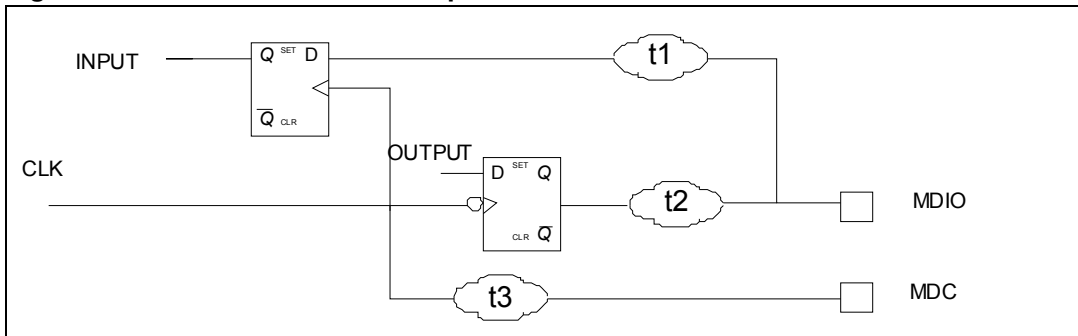 INPUT
Q SET D
Q CLR
t1
CLK
OUTPUT
D SET Q
CLR Q
t2
MDIO
t3
MDC